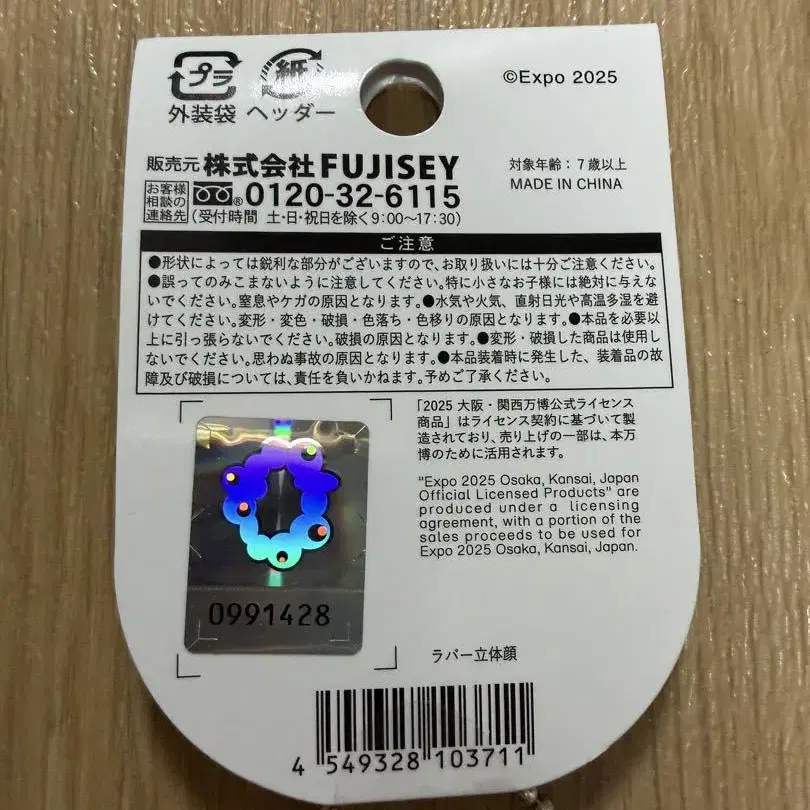 プラ 紙
外装袋 ヘッダー
©Expo 2025
販売元 株式会社FUJISEY
お客様
相談の
連絡先
® 0120-32-6115
(受付時間 土・日・祝日を除く9:00〜17:30)
対象年齢：7歳以上
MADE IN CHINA
ご注意
●形状によっては鋭利な部分がございますので、お取り扱いには十分ご注意ください。
●誤ってのみこまないように注意してください。特に小さなお子様には絶対に与えな
いでください。窒息やケガの原因となります。●水気や火気、直射日光や高温多湿を避
けてください。変形・変色・破損・色落ち・色移りの原因となります。●本品を必要以
上に引っ張らないでください。破損の原因となります。●変形・破損した商品は使用し
ないでください。思わぬ事故の原因となります。●本品装着時に発生した、装着品の故
障及び破損については、責任を負いかねます。予めご了承ください。
「2025 大阪・関西万博公式ライセンス
商品」はライセンス契約に基づいて製
造されており、売り上げの一部は、本万
博のために活用されます。
"Expo 2025 Osaka, Kansai, Japan
Official Licensed Products" are
produced under a licensing
agreement, with a portion of the
sales proceeds to be used for
Expo 2025 Osaka, Kansai, Japan.
0991428
ラバー立体顔
4 549328 103711